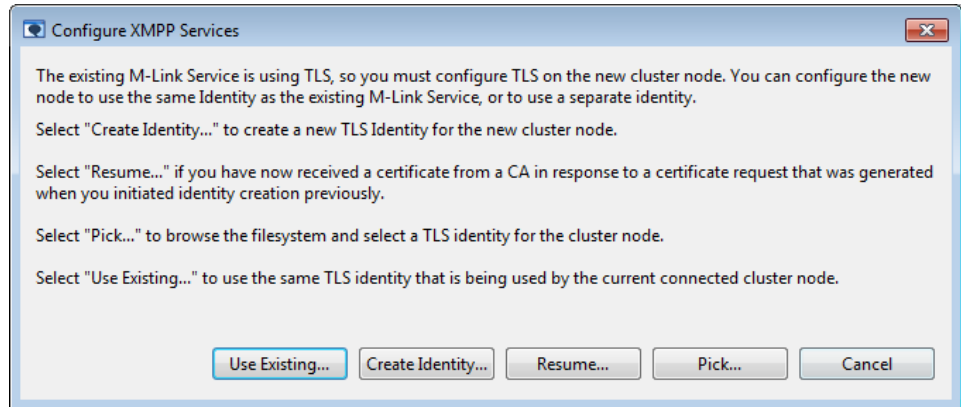 Configure XMPP Services
The existing M-Link Service is using TLS, so you must configure TLS on the new cluster node. You can configure the new
node to use the same Identity as the existing M-Link Service, or to use a separate identity.
Select "Create Identity..." to create a new TLS Identity for the new cluster node.
Select "Resume..." if you have now received a certificate from a CA in response to a certificate request that was generated
when you initiated identity creation previously.
Select "Pick..." to browse the filesystem and select a TLS identity for the cluster node.
Select "Use Existing..." to use the same TLS identity that is being used by the current connected cluster node.
Use Existing... Create Identity... Resume... Pick... Cancel